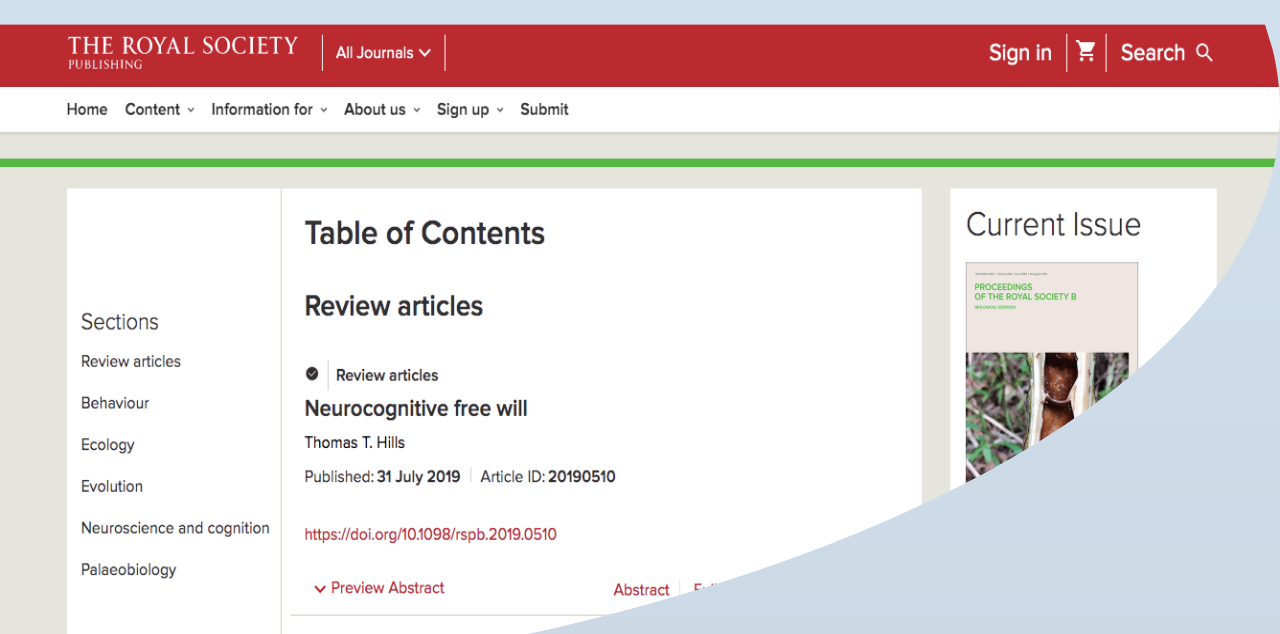 THE ROYAL SOCIETY
PUBLISHING
All Journals
Sign in
Search
Home Content Information for About us Sign up Submit
Table of Contents
Review articles
Review articles
Neurocognitive free will
Thomas T. Hills
Published: 31 July 2019 Article ID: 20190510
https://doi.org/10.1098/rspb.2019.0510
Preview Abstract
Abstract
Sections
Review articles
Behaviour
Ecology
Evolution
Neuroscience and cognition
Palaeobiology
Current Issue
PROCEEDINGS
OF THE ROYAL SOCIETY B
BIOLOGICAL SCIENCES